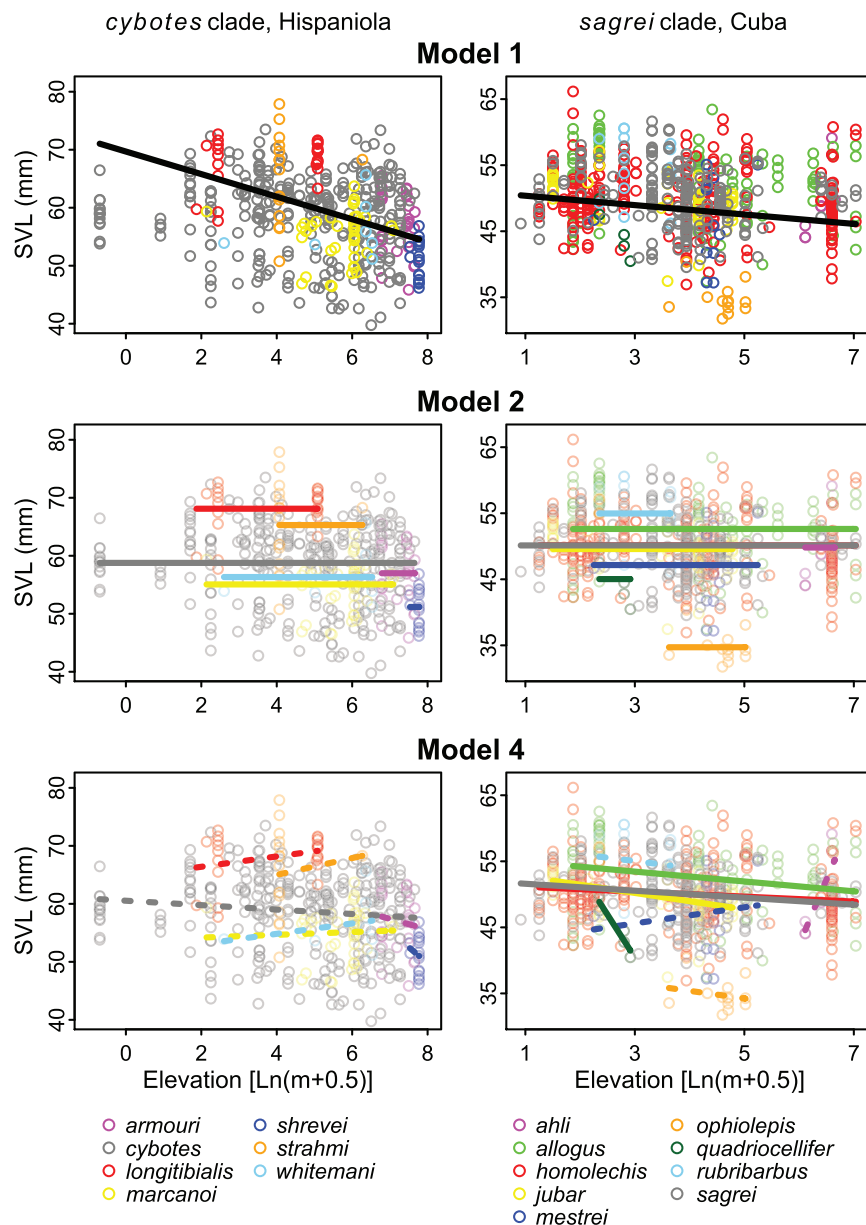 cybotes clade, Hispaniola
sagrei clade, Cuba
Model 1
SVL (mm)
80
70
60
50
40
0
2
4
6
8
65
55
45
35
1
3
5
7
Model 2
SVL (mm)
80
70
60
50
40
0
2
4
6
8
65
55
45
35
1
3
5
7
Model 4
SVL (mm)
80
70
60
50
40
0
2
4
6
8
65
55
45
35
1
3
5
7
Elevation [Ln(m+0.5)]
Elevation [Ln(m+0.5)]
armouri
cybotes
longitibialis
marcanoi
shrevei
strahmi
whitemani
ahli
allogus
homolechis
jubar
mestrei
ophiolepis
quadriocellifer
rubribarbus
sagrei